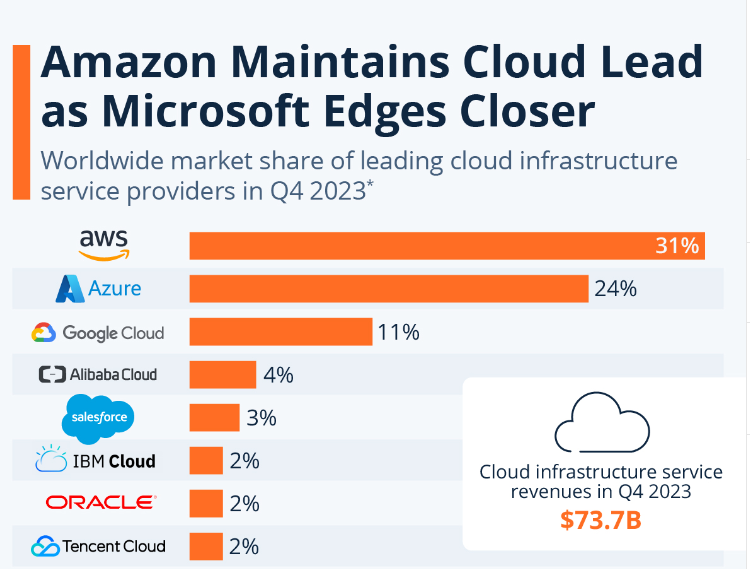 Amazon Maintains Cloud Lead
as Microsoft Edges Closer
Worldwide market share of leading cloud infrastructure
service providers in Q4 2023*
aws 31%
Azure 24%
Google Cloud 11%
Alibaba Cloud 4%
salesforce 3%
IBM Cloud 2%
ORACLE® 2%
Tencent Cloud 2%
Cloud infrastructure service
revenues in Q4 2023
$73.7B